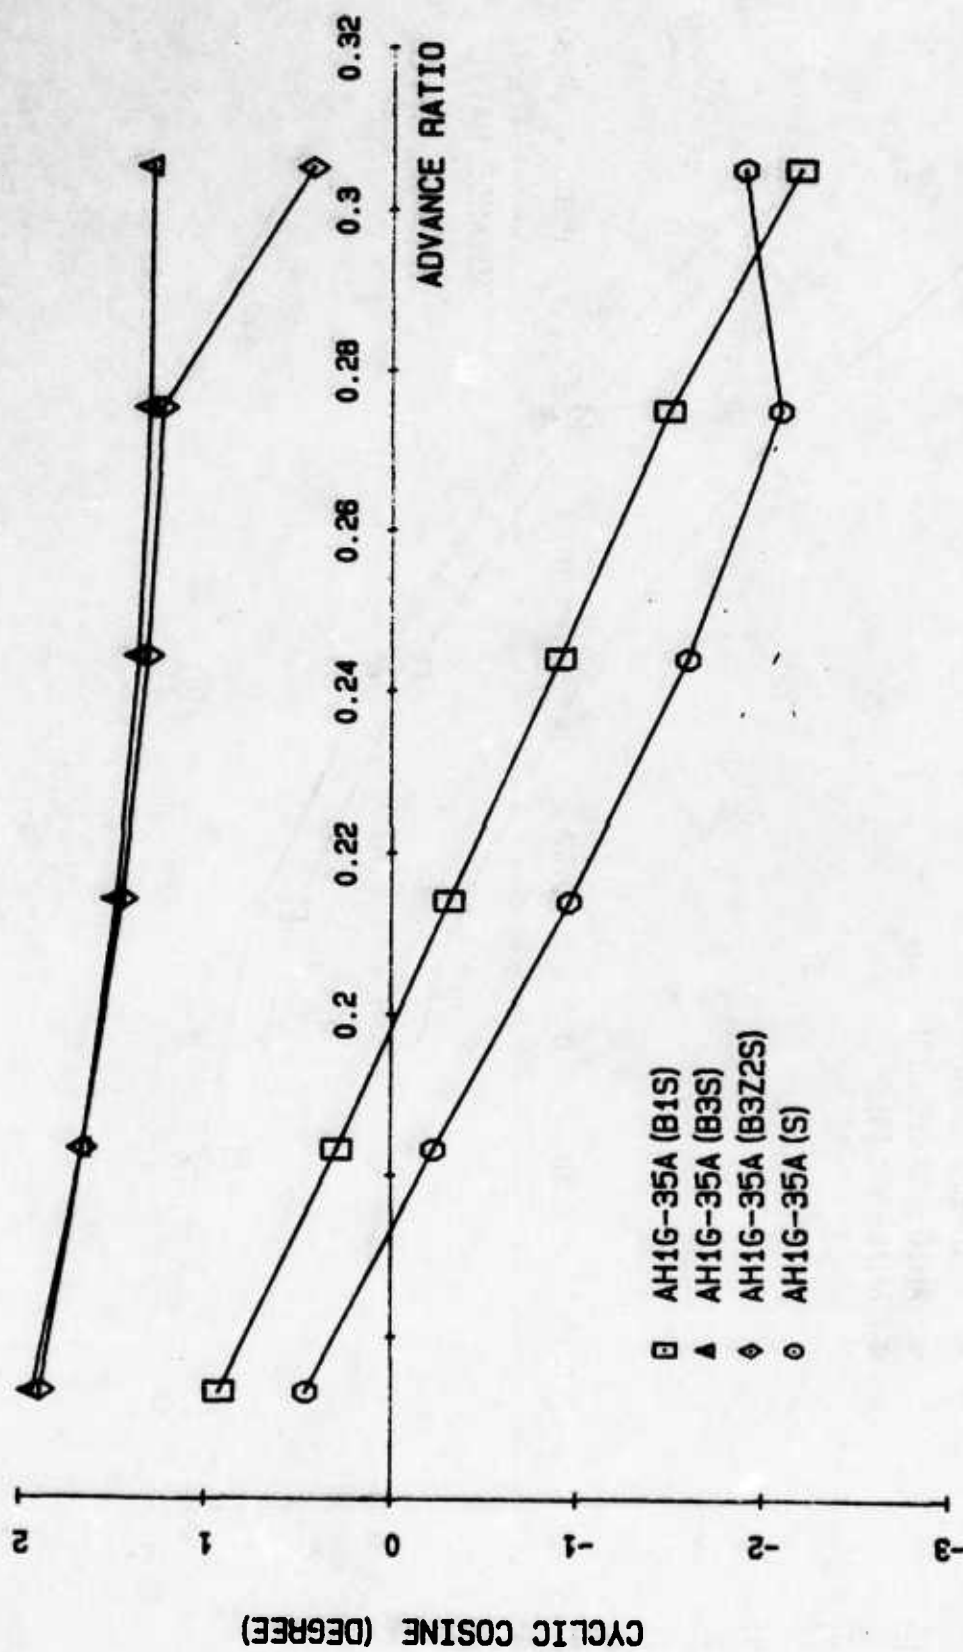 CYCLIC COSINE (DEGREE)
2
1
0
-1
-2
-3
0.2
0.22
0.24
0.26
0.28
0.3
0.32
ADVANCE RATIO
AH1G-35A (B1S)
AH1G-35A (B3S)
AH1G-35A (B3Z2S)
AH1G-35A (S)